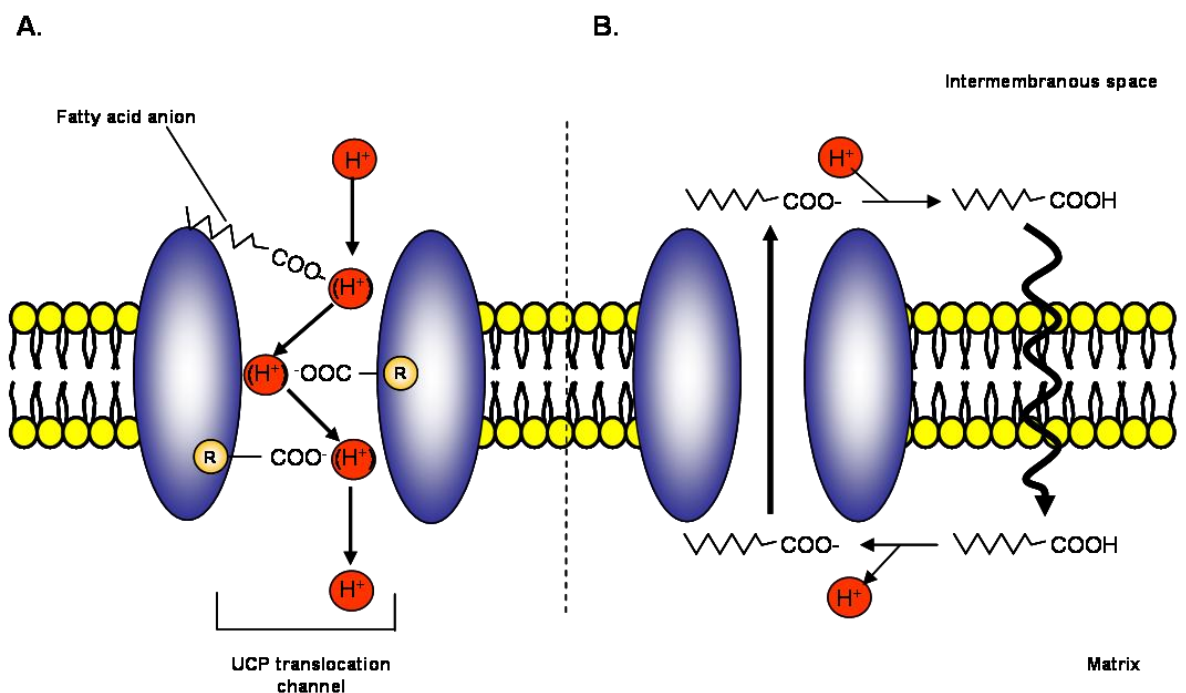 A.
B.
Intermembranous space
Fatty acid anion
H⁺
H⁺
COO-
COOH
COO-
(H⁺)
(H⁺) -OOC R
R COO- (H⁺)
COO-
COOH
H⁺
H⁺
UCP translocation
channel
Matrix